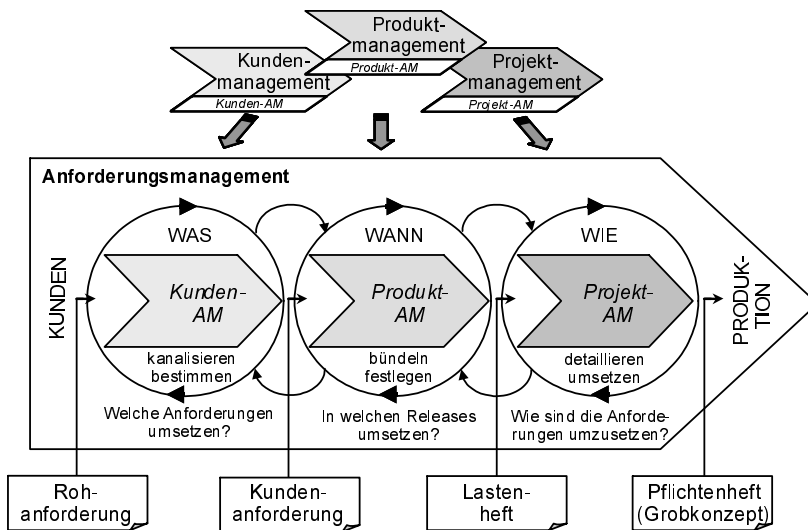 Produkt-
management
Produkt-AM
Kunden-
management
Kunden-AM
Projekt-
management
Projekt-AM
Anforderungsmanagement
KUNDEN
WAS
Kunden-
AM
kanalisieren
bestimmen
Welche Anforderungen
umsetzen?
WANN
Produkt-
AM
bündeln
festlegen
In welchen Releases
umsetzen?
WIE
Projekt-
AM
detaillieren
umsetzen
Wie sind die Anforde-
rungen umzusetzen?
PRODUK-
TION
Roh-
anforderung
Kunden-
anforderung
Lasten-
heft
Pflichtenheft
(Grobkonzept)